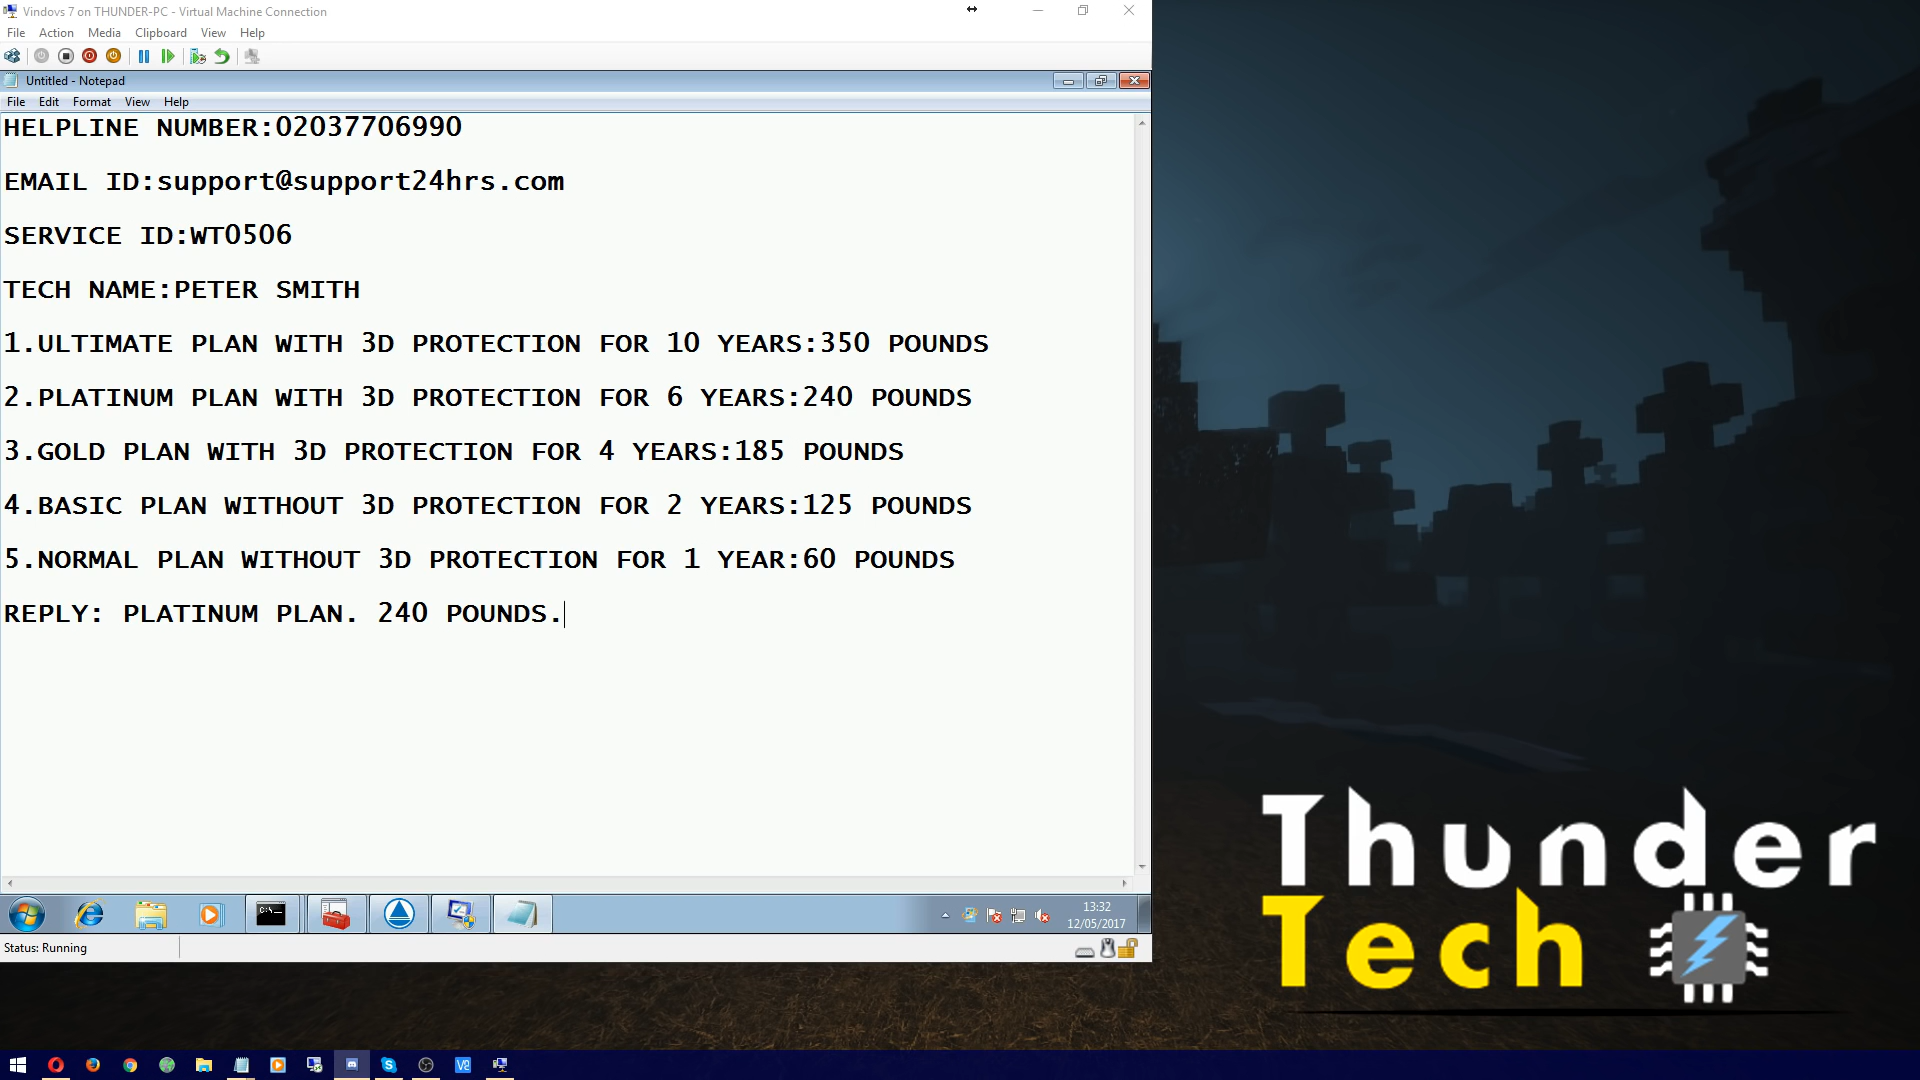 Vindovs 7 on THUNDER-PC - Virtual Machine Connection
File Action Media Clipboard View Help
Untitled - Notepad
File Edit Format View Help
HELPLINE NUMBER:02037706990
EMAIL ID:support@support24hrs.com
SERVICE ID:WT0506
TECH NAME:PETER SMITH
1.ULTIMATE PLAN WITH 3D PROTECTION FOR 10 YEARS:350 POUNDS
2.PLATINUM PLAN WITH 3D PROTECTION FOR 6 YEARS:240 POUNDS
3.GOLD PLAN WITH 3D PROTECTION FOR 4 YEARS:185 POUNDS
4.BASIC PLAN WITHOUT 3D PROTECTION FOR 2 YEARS:125 POUNDS
5.NORMAL PLAN WITHOUT 3D PROTECTION FOR 1 YEAR:60 POUNDS
REPLY: PLATINUM PLAN. 240 POUNDS.
13:32
12/05/2017
Status: Running
Thunder
Tech